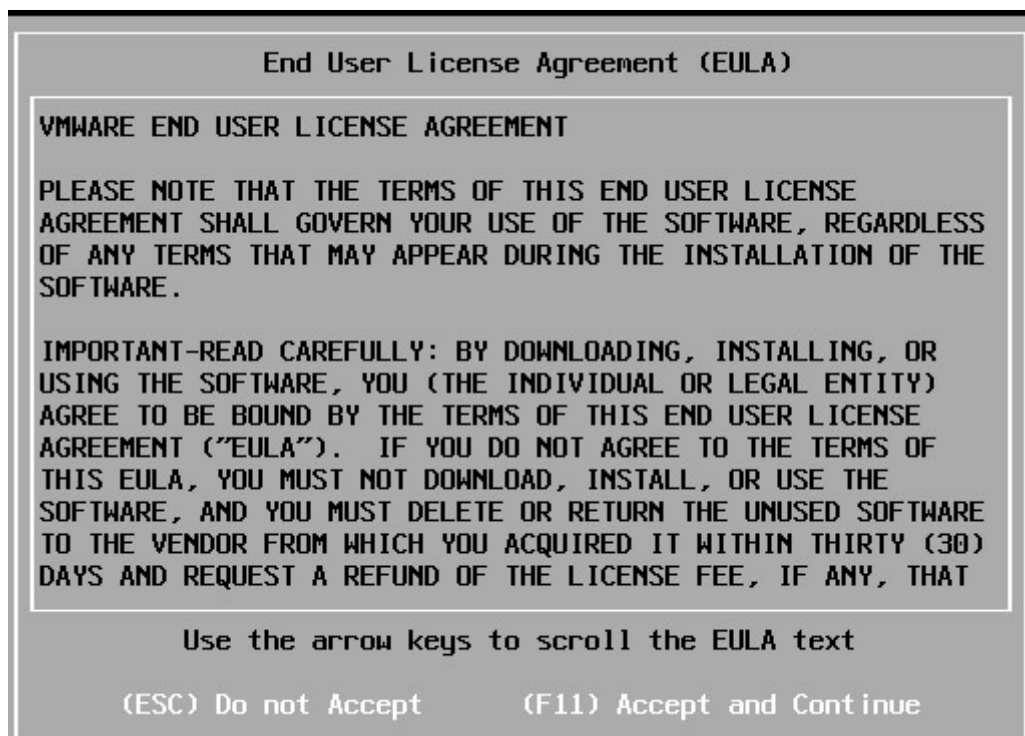 End User License Agreement (EULA)
VMWARE END USER LICENSE AGREEMENT
PLEASE NOTE THAT THE TERMS OF THIS END USER LICENSE
AGREEMENT SHALL GOVERN YOUR USE OF THE SOFTWARE, REGARDLESS
OF ANY TERMS THAT MAY APPEAR DURING THE INSTALLATION OF THE
SOFTWARE.
IMPORTANT-READ CAREFULLY: BY DOWNLOADING, INSTALLING, OR
USING THE SOFTWARE, YOU (THE INDIVIDUAL OR LEGAL ENTITY)
AGREE TO BE BOUND BY THE TERMS OF THIS END USER LICENSE
AGREEMENT ("EULA").  IF YOU DO NOT AGREE TO THE TERMS OF
THIS EULA, YOU MUST NOT DOWNLOAD, INSTALL, OR USE THE
SOFTWARE, AND YOU MUST DELETE OR RETURN THE UNUSED SOFTWARE
TO THE VENDOR FROM WHICH YOU ACQUIRED IT WITHIN THIRTY (30)
DAYS AND REQUEST A REFUND OF THE LICENSE FEE, IF ANY, THAT
Use the arrow keys to scroll the EULA text
(ESC) Do not Accept (F11) Accept and Continue